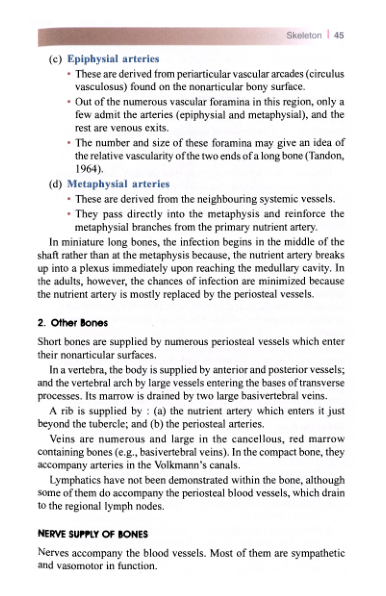 Skeleton | 45
(c) Epiphysial arteries
• These are derived from periarticular vascular arcades (circulus
vasculosus) found on the nonarticular bony surface.
• Out of the numerous vascular foramina in this region, only a
few admit the arteries (epiphysial and metaphysial), and the
rest are venous exits.
• The number and size of these foramina may give an idea of
the relative vascularity of the two ends of a long bone (Tandon,
1964).
(d) Metaphysial arteries
• These are derived from the neighbouring systemic vessels.
• They pass directly into the metaphysis and reinforce the
metaphysial branches from the primary nutrient artery.
In miniature long bones, the infection begins in the middle of the
shaft rather than at the metaphysis because, the nutrient artery breaks
up into a plexus immediately upon reaching the medullary cavity. In
the adults, however, the chances of infection are minimized because
the nutrient artery is mostly replaced by the periosteal vessels.
2. Other Bones
Short bones are supplied by numerous periosteal vessels which enter
their nonarticular surfaces.
In a vertebra, the body is supplied by anterior and posterior vessels;
and the vertebral arch by large vessels entering the bases of transverse
processes. Its marrow is drained by two large basivertebral veins.
A rib is supplied by : (a) the nutrient artery which enters it just
beyond the tubercle; and (b) the periosteal arteries.
Veins are numerous and large in the cancellous, red marrow
containing bones (e.g., basivertebral veins). In the compact bone, they
accompany arteries in the Volkmann's canals.
Lymphatics have not been demonstrated within the bone, although
some of them do accompany the periosteal blood vessels, which drain
to the regional lymph nodes.
NERVE SUPPLY OF BONES
Nerves accompany the blood vessels. Most of them are sympathetic
and vasomotor in function.